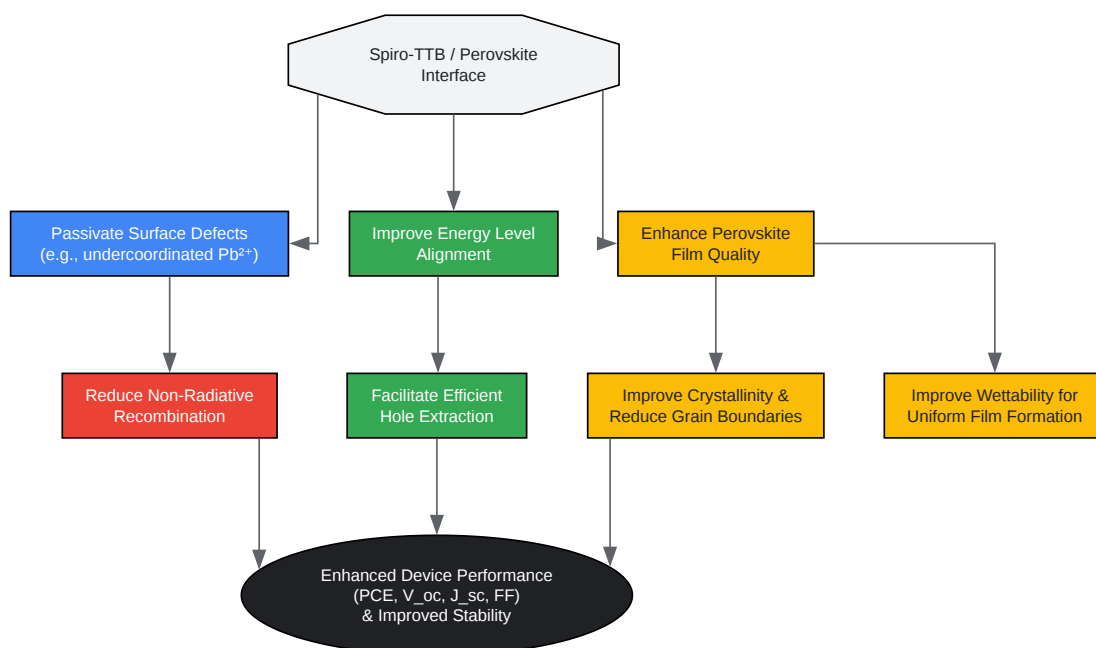 Spiro-TTB / Perovskite
Interface
Passivate Surface Defects
(e.g., undercoordinated Pb²⁺)
Improve Energy Level
Alignment
Enhance Perovskite
Film Quality
Reduce Non-Radiative
Recombination
Facilitate Efficient
Hole Extraction
Improve Crystallinity &
Reduce Grain Boundaries
Improve Wettability for
Uniform Film Formation
Enhanced Device Performance
(PCE, V_oc, J_sc, FF)
& Improved Stability